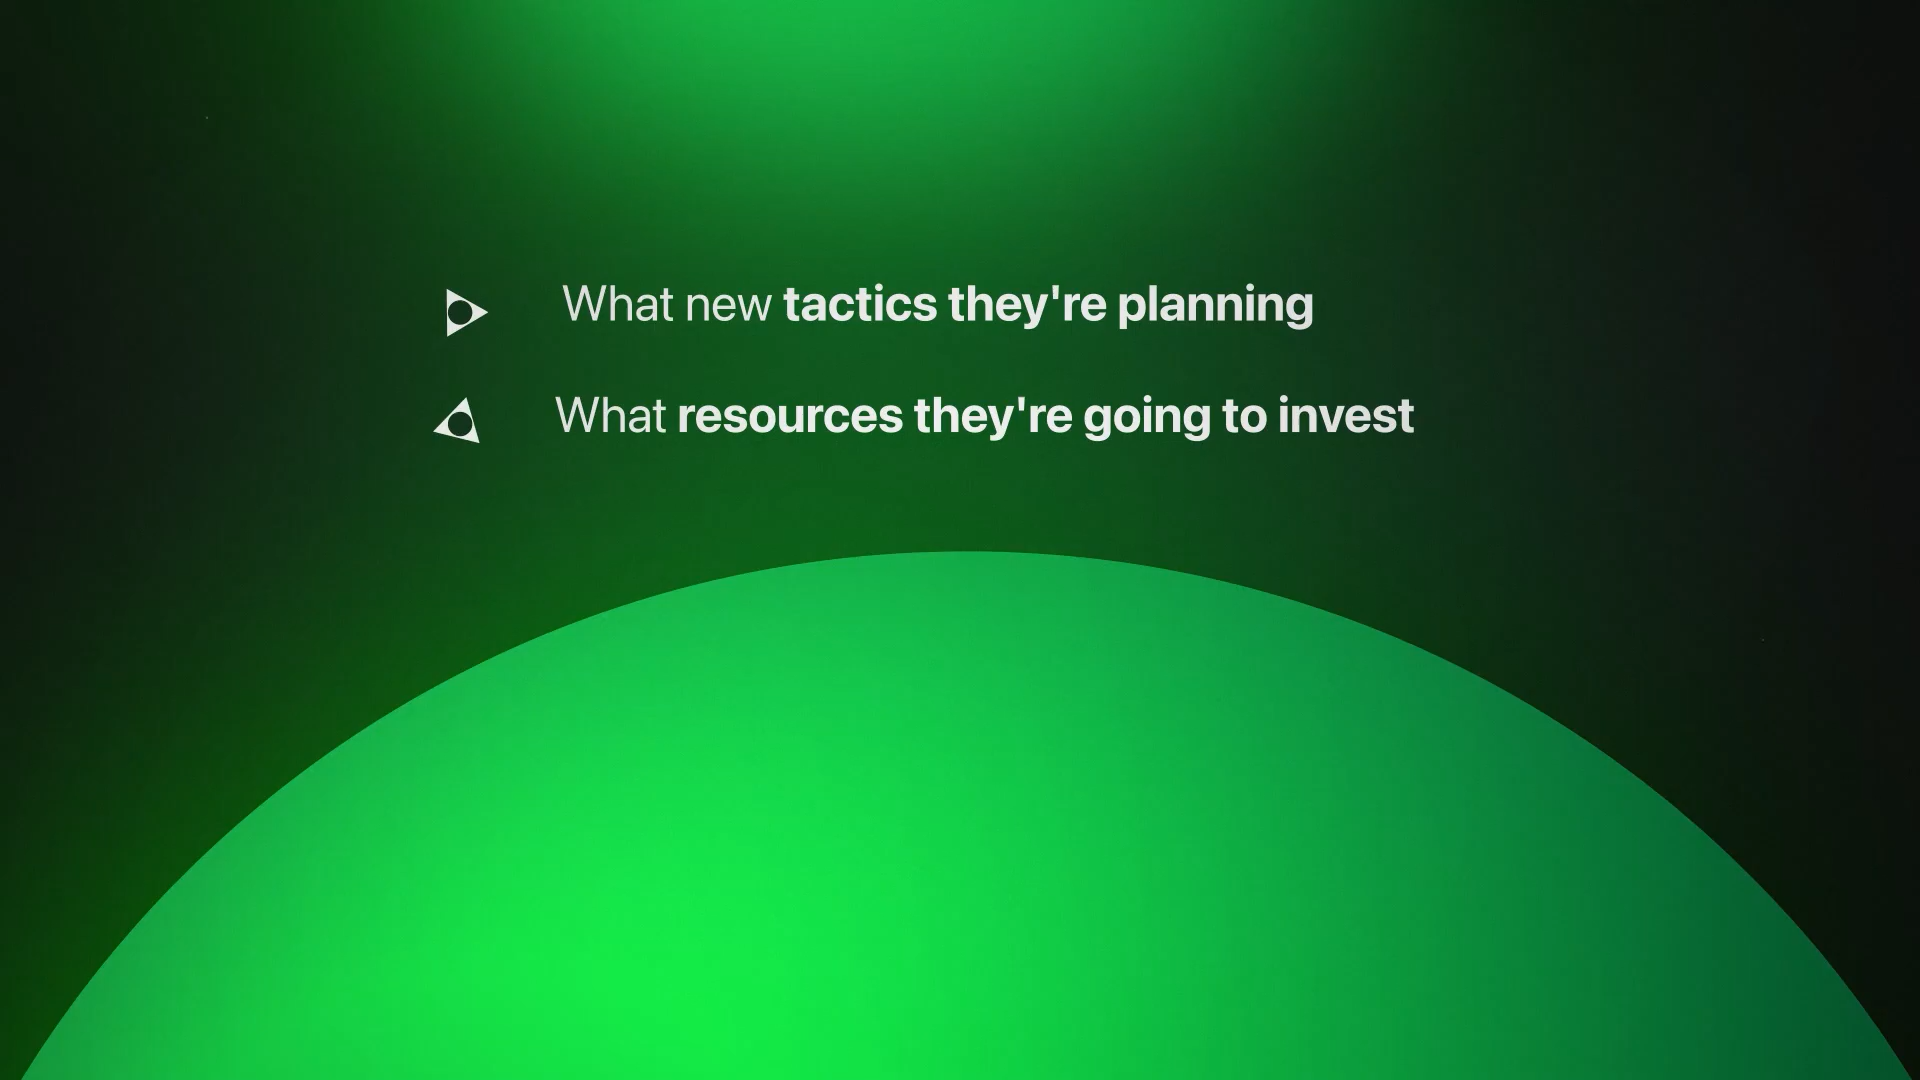 What new tactics they're planning
What resources they're going to invest